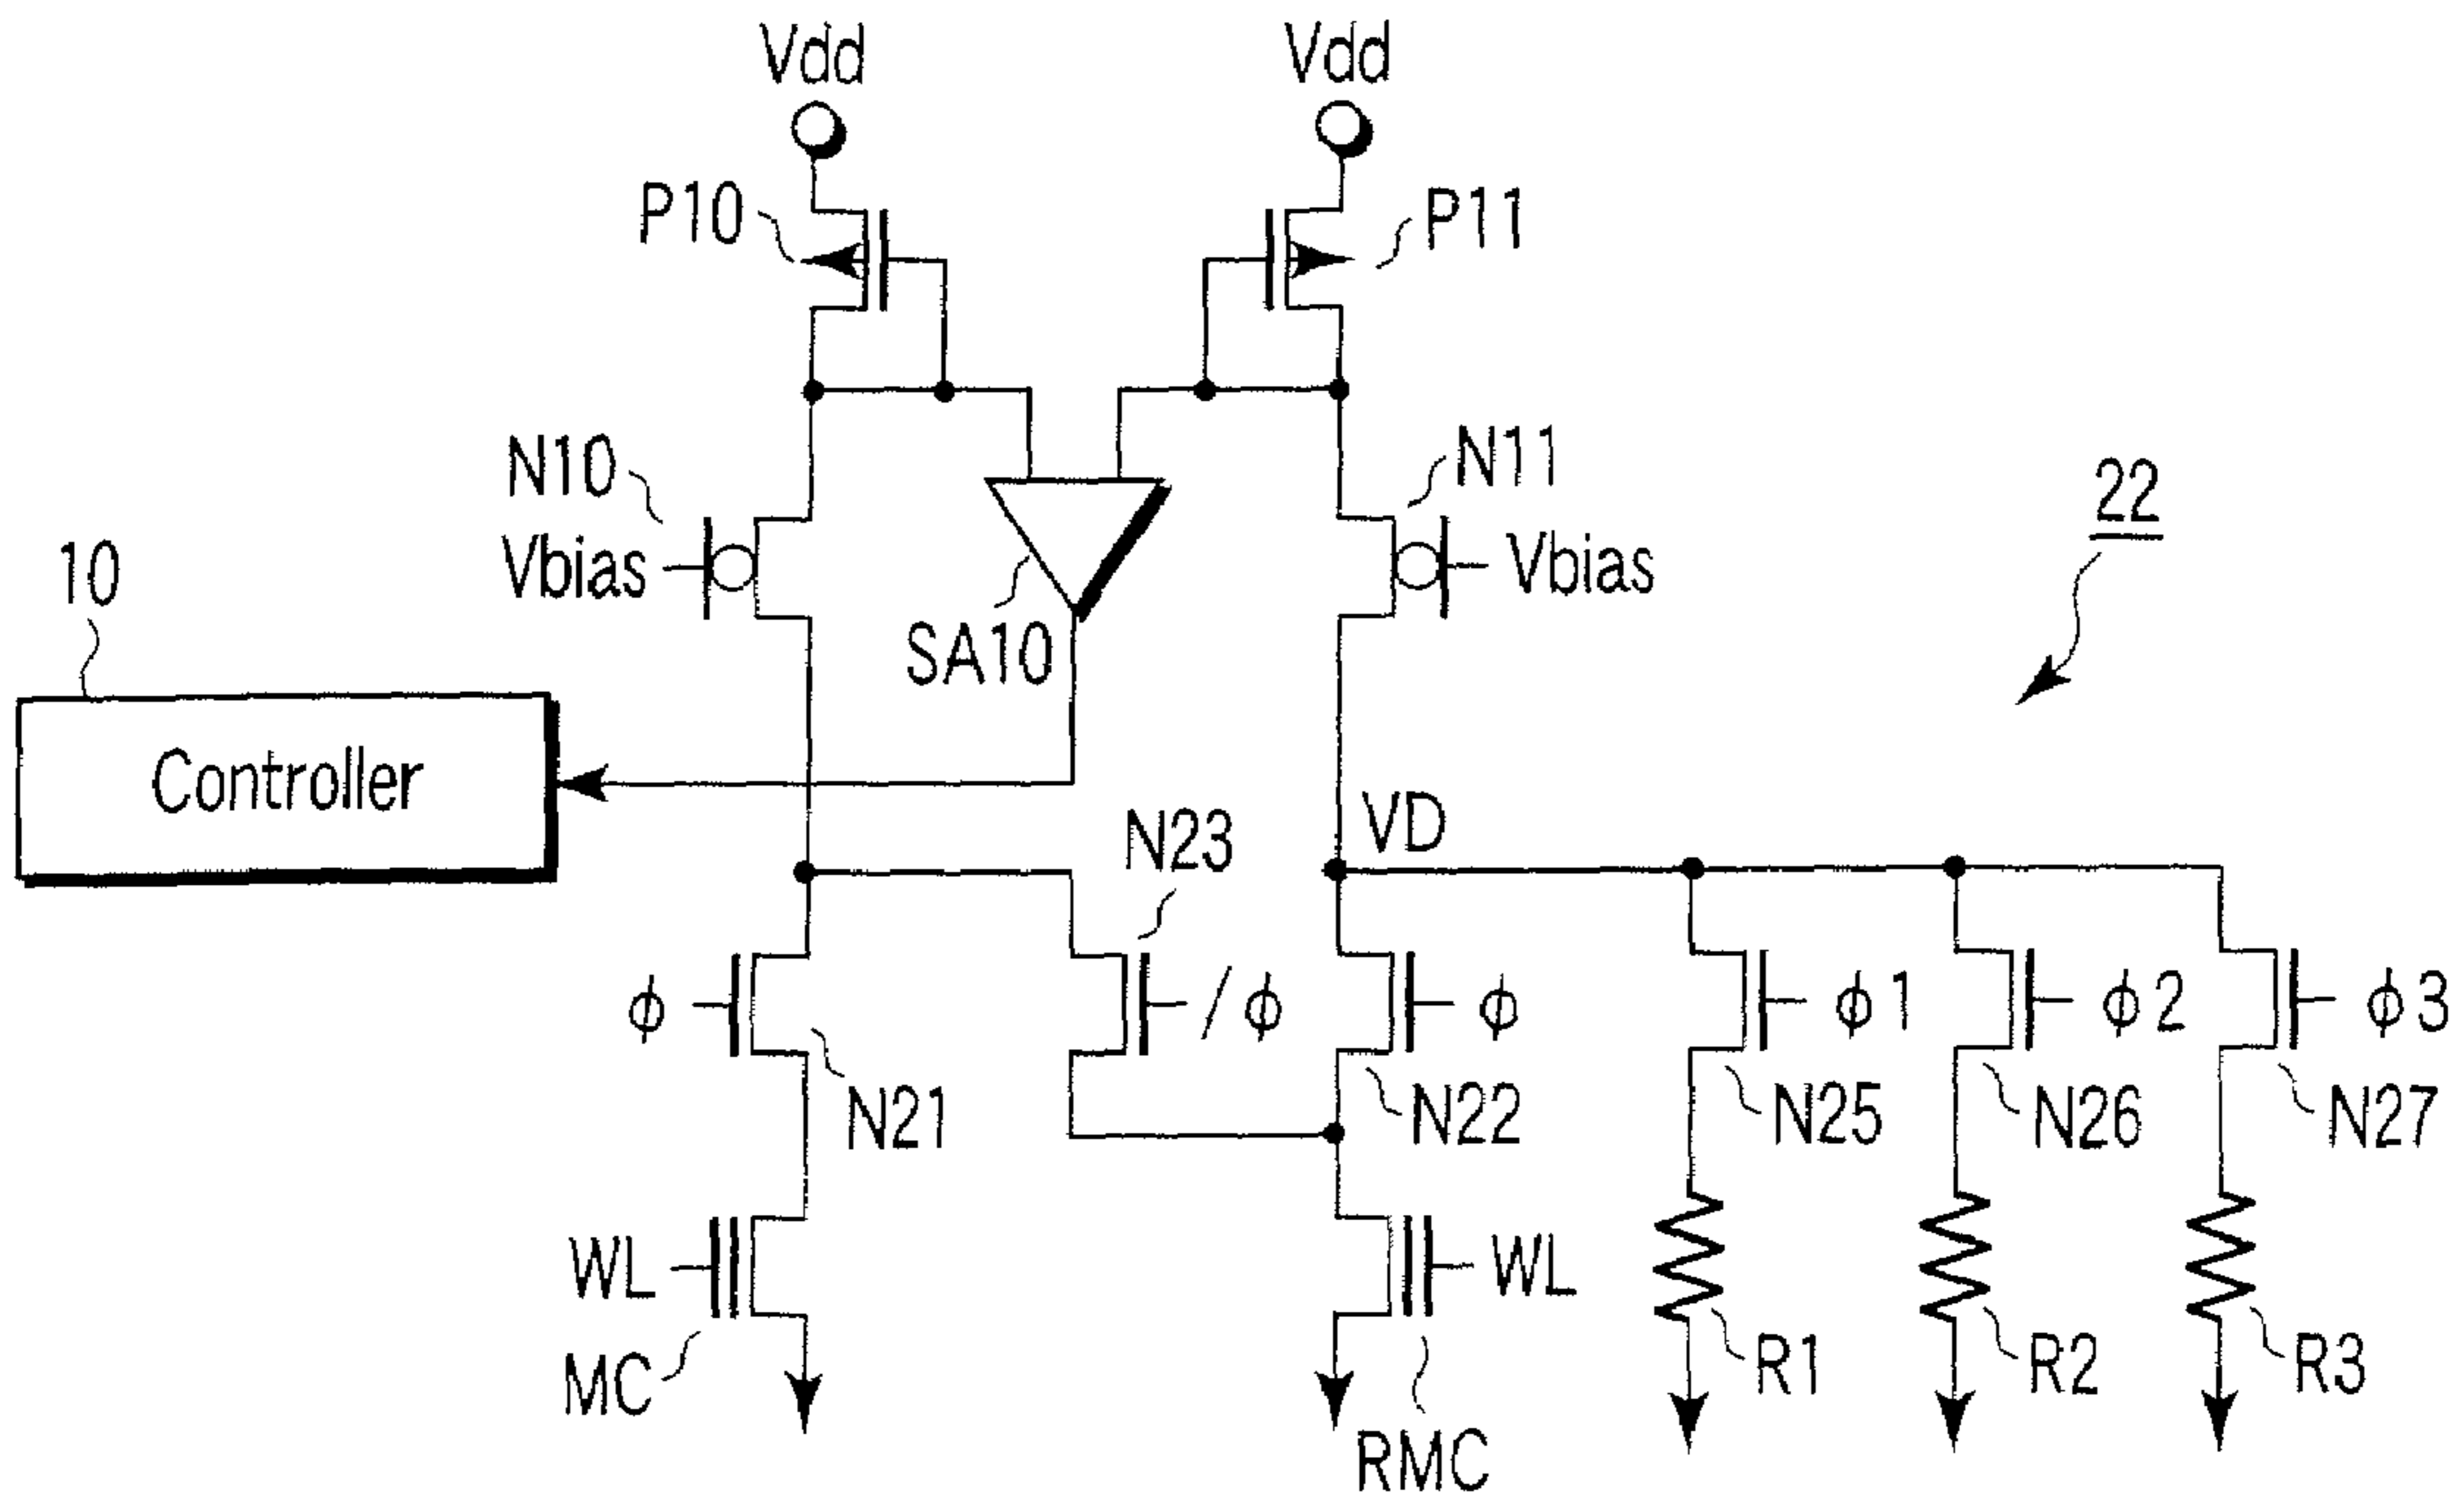 Vdd Vdd
P10 P11
N10 N11
Vbias Vbias
22
10
SA10
Controller
VD
N23
ϕ /ϕ ϕ ϕ1 ϕ2 ϕ3
N21 N22 N25 N26 N27
WL WL
MC R1 R2 R3
RMC